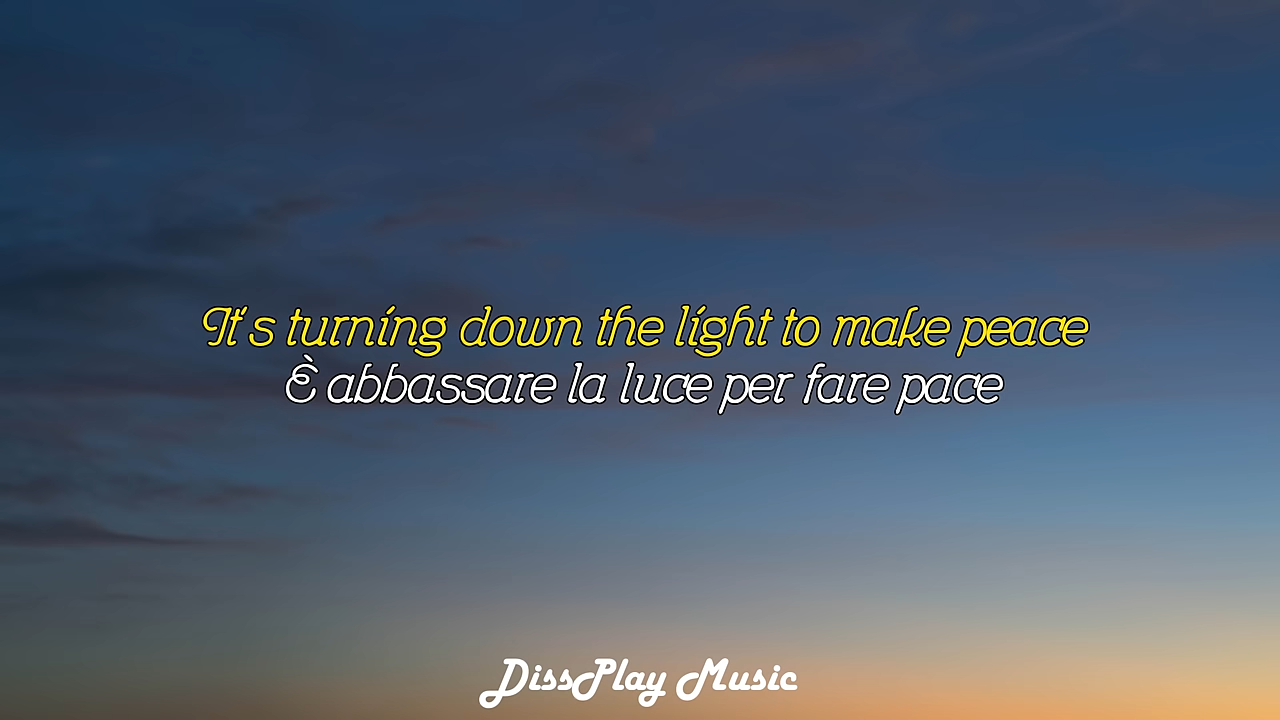 It's turning down the light to make peace
È abbassare la luce per fare pace
DissPlay Music